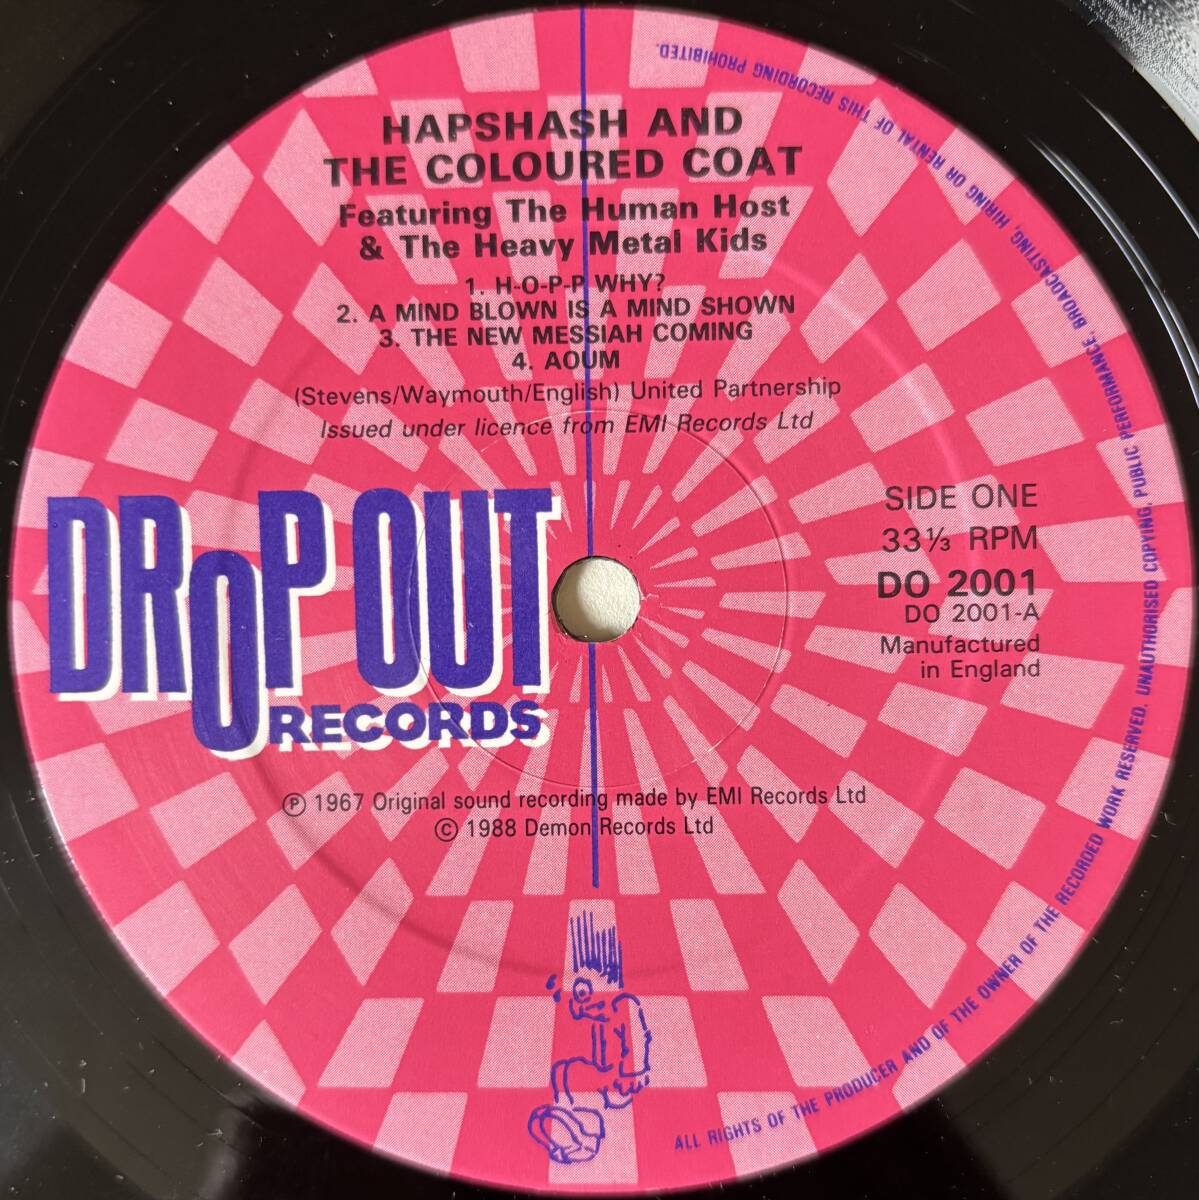 HAPSHASH AND
THE COLOURED COAT
Featuring The Human Host
& The Heavy Metal Kids
1. H-O-P-P WHY?
2. A MIND BLOWN IS A MIND SHOWN
3. THE NEW MESSIAH COMING
4. AOUM
(Stevens/Waymouth/English) United Partnership
Issued under licence from EMI Records Ltd
DROP OUT
RECORDS
SIDE ONE
33⅓ RPM
DO 2001
DO 2001-A
Manufactured
in England
℗ 1967 Original sound recording made by EMI Records Ltd
© 1988 Demon Records Ltd
ALL RIGHTS OF THE PRODUCER AND OF THE OWNER OF THE RECORDED WORK RESERVED. UNAUTHORISED COPYING, PUBLIC PERFORMANCE, BROADCASTING, HIRING OR RENTAL OF THIS RECORDING PROHIBITED.